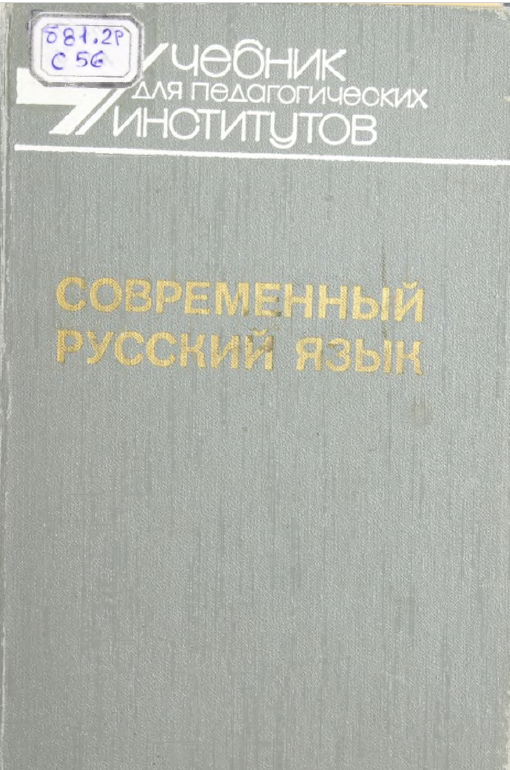 881.2Р
С 56
Учебник
для педагогических
институтов
СОВРЕМЕННЫЙ
РУССКИЙ ЯЗЫК